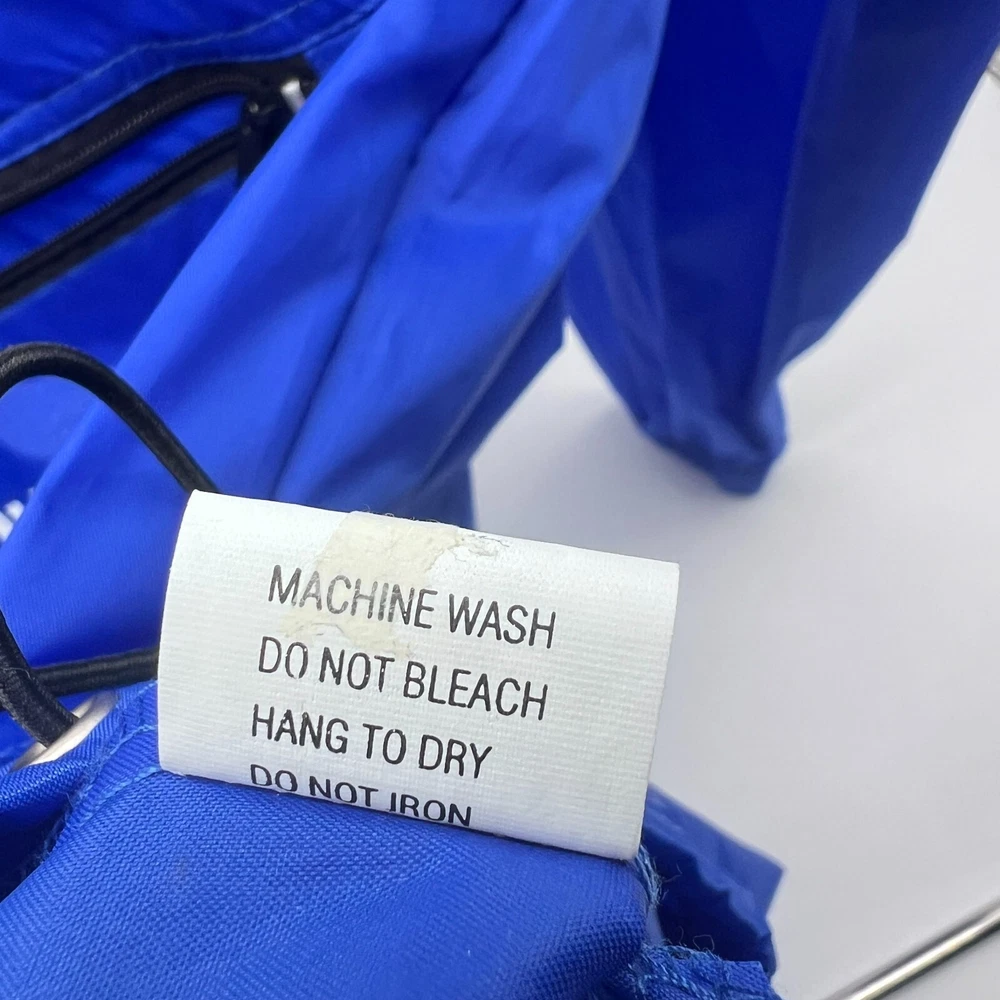 MACHINE WASH
DO NOT BLEACH
HANG TO DRY
DO NOT IRON